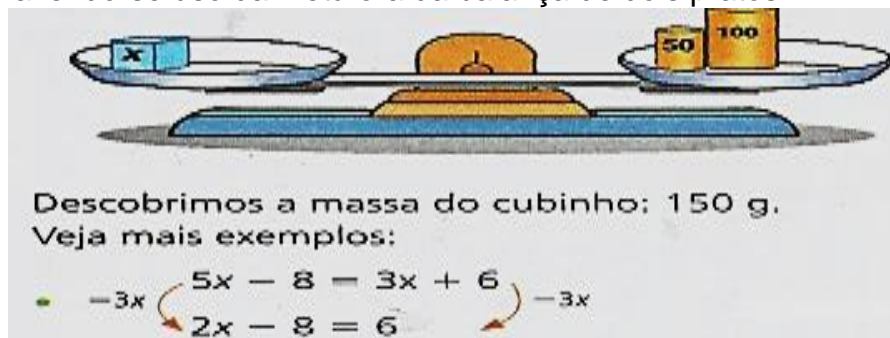 x 50 100
Descobrimos a massa do cubinho: 150 g.
Veja mais exemplos:
5x − 8 = 3x + 6
• −3x −3x
2x − 8 = 6